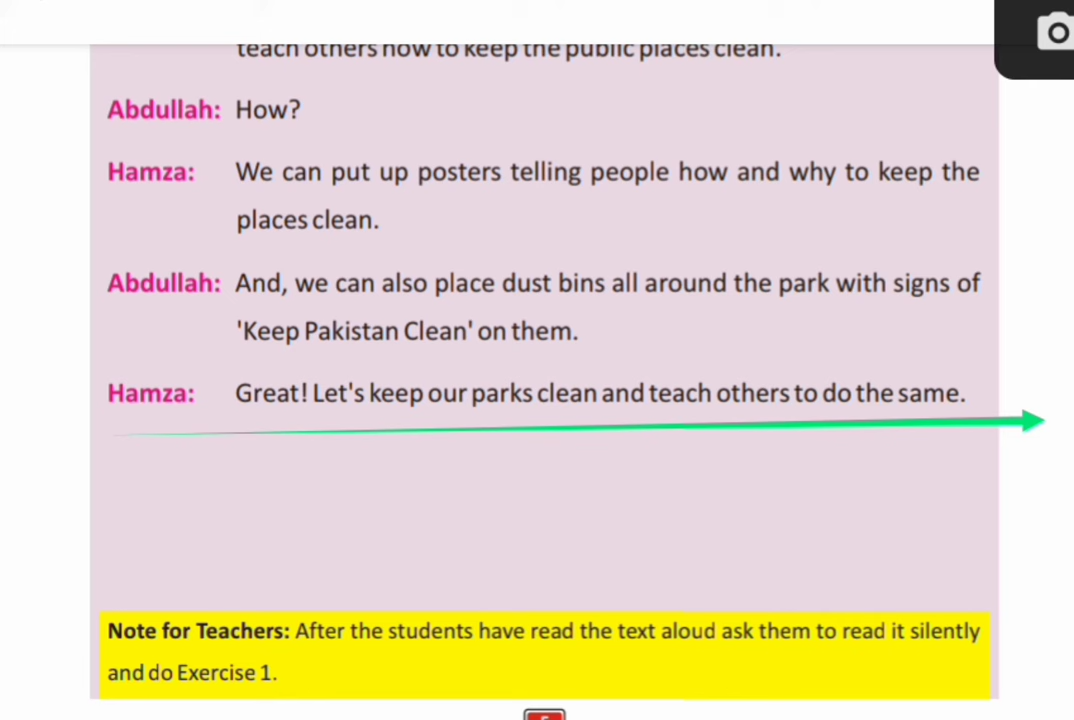 teach others how to keep the public places clean.
Abdullah: How?
Hamza: We can put up posters telling people how and why to keep the
places clean.
Abdullah: And, we can also place dust bins all around the park with signs of
'Keep Pakistan Clean' on them.
Hamza: Great! Let's keep our parks clean and teach others to do the same.
Note for Teachers: After the students have read the text aloud ask them to read it silently
and do Exercise 1.